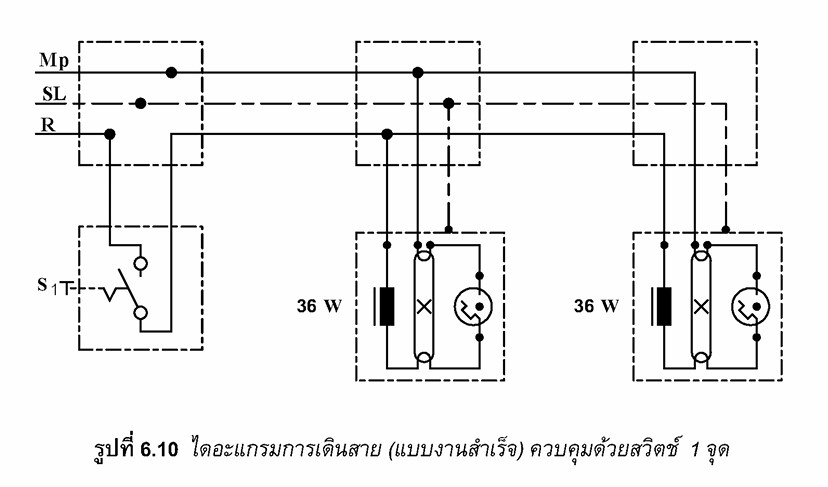 Mp
SL
R
S1
36 W
36 W
รูปที่ 6.10 ไดอะแกรมการเดินสาย (แบบงานสำเร็จ) ควบคุมด้วยสวิตช์ 1 จุด